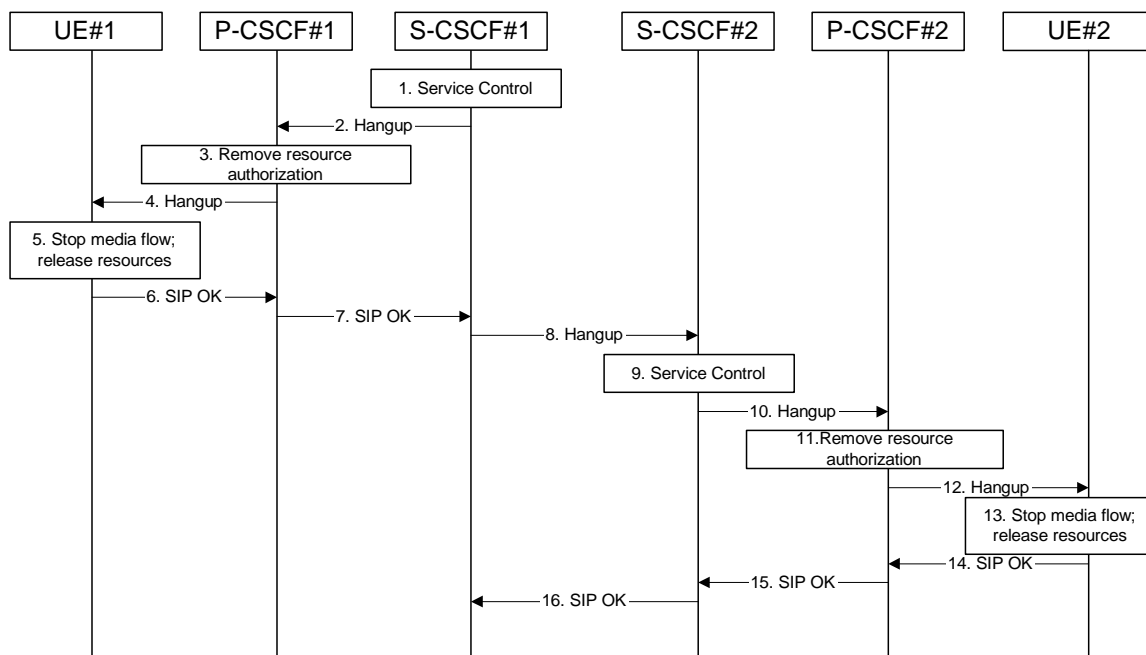 UE#1
P-CSCF#1
S-CSCF#1
S-CSCF#2
P-CSCF#2
UE#2
1. Service Control
2. Hangup
3. Remove resource
authorization
4. Hangup
5. Stop media flow;
release resources
6. SIP OK
7. SIP OK
8. Hangup
9. Service Control
10. Hangup
11.Remove resource
authorization
12. Hangup
13. Stop media flow;
release resources
14. SIP OK
15. SIP OK
16. SIP OK